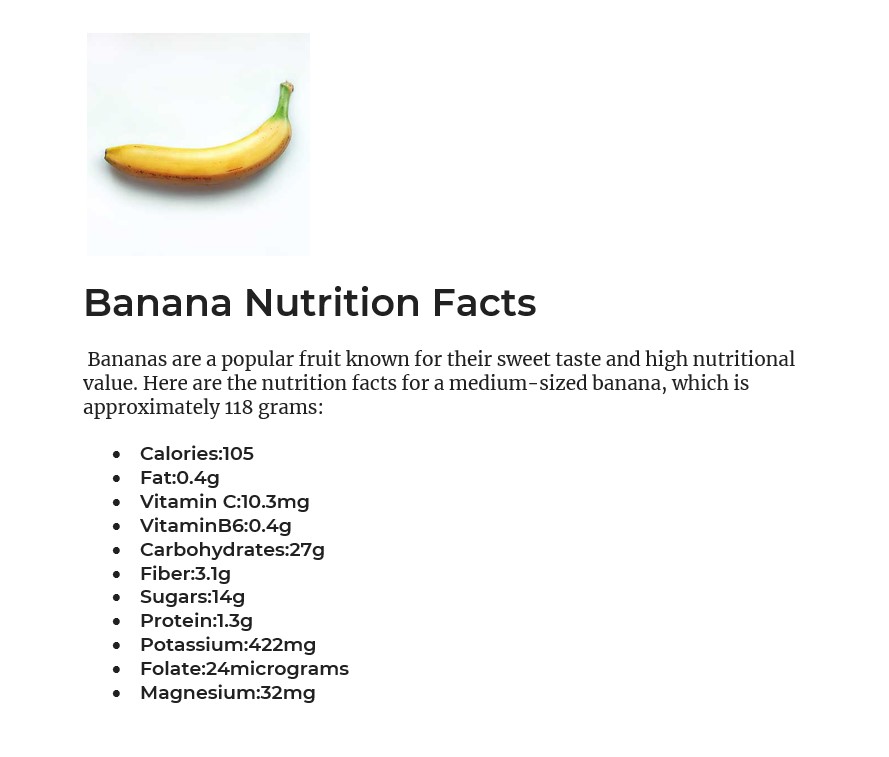 Banana Nutrition Facts
Bananas are a popular fruit known for their sweet taste and high nutritional
value. Here are the nutrition facts for a medium-sized banana, which is
approximately 118 grams:
• Calories:105
• Fat:0.4g
• Vitamin C:10.3mg
• VitaminB6:0.4g
• Carbohydrates:27g
• Fiber:3.1g
• Sugars:14g
• Protein:1.3g
• Potassium:422mg
• Folate:24micrograms
• Magnesium:32mg